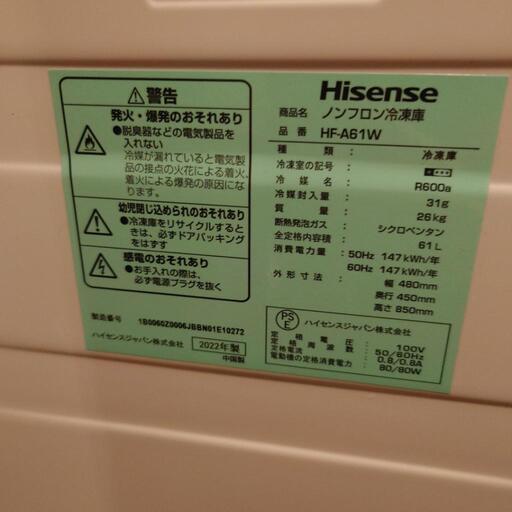 警告
発火・爆発のおそれあり
●脱臭器などの電気製品を
入れない
冷媒が漏れていると電気製
品の接点の火花による着火、
着火による爆発の原因にな
ります。
幼児閉じ込められのおそれあり
●冷凍庫をリサイクルすると
きは、必ずドアパッキング
をはずす
感電のおそれあり
●お手入れの際は、
必ず電源プラグを抜く
製造番号 1B0060Z0006JBBN01E10272
ハイセンスジャパン株式会社 2022年製
中国製
Hisense
商品名 ノンフロン冷凍庫
品番 HF-A61W
種類: 冷凍庫
冷凍室の記号:
冷媒名: R600a
冷媒封入量: 31g
質量: 26kg
断熱発泡ガス: シクロペンタン
全定格内容積: 61L
消費電力量: 50Hz 147kWh/年
60Hz 147kWh/年
外形寸法: 幅 480mm
奥行 450mm
高さ 850mm
PS
E
ハイセンスジャパン株式会社
定格電圧: 100V
定格周波数: 50/60Hz
定格電流: 0.8/0.8A
電動機の定格消費電力: 80/80W